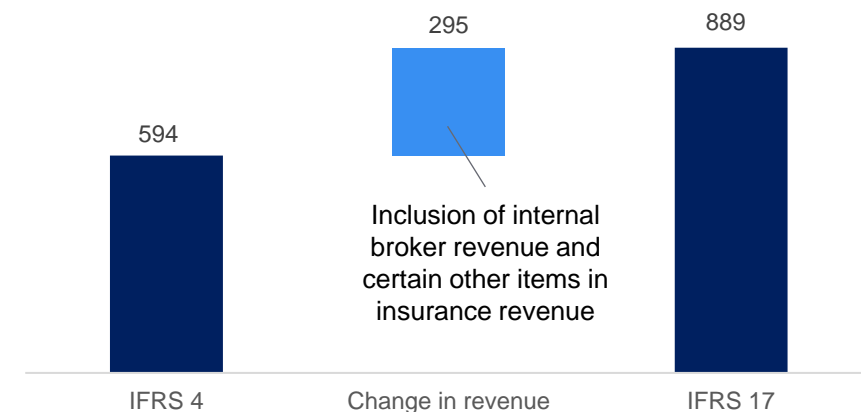 295
889
594
Inclusion of internal
broker revenue and
certain other items in
insurance revenue
IFRS 4
Change in revenue
IFRS 17